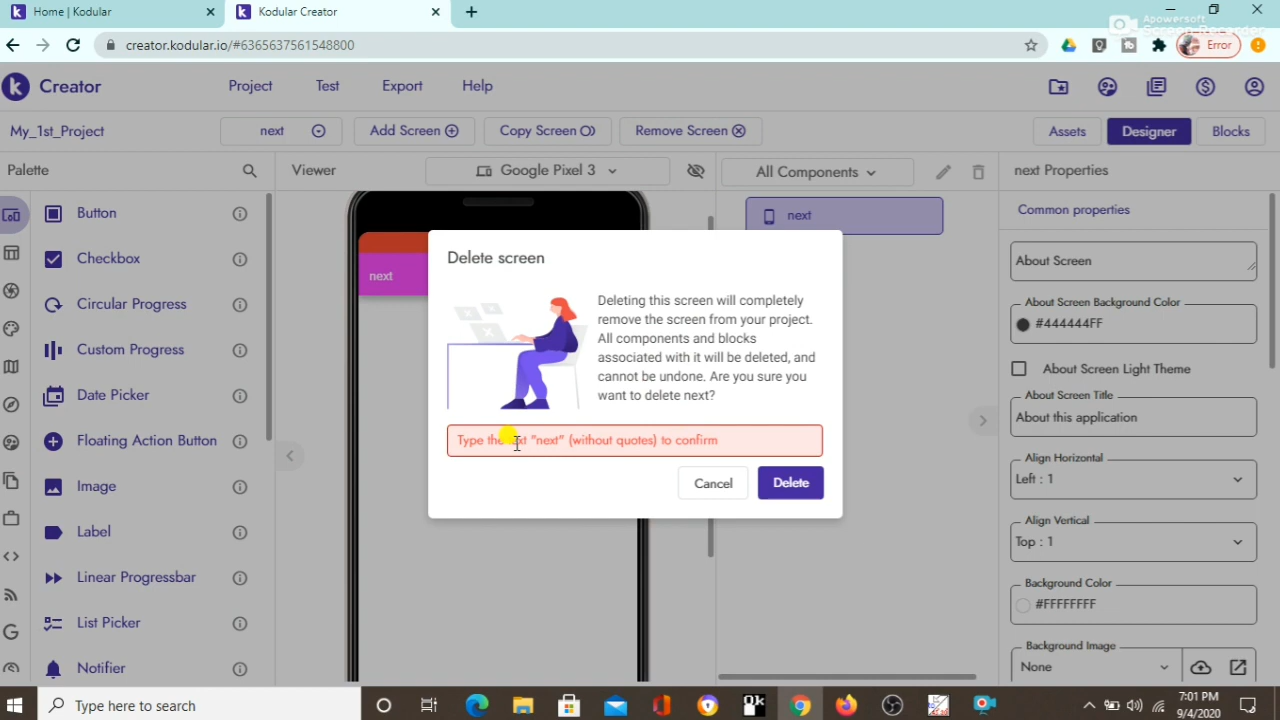 Home | Kodular
Kodular Creator
Apowersoft
Screen Recorder
creator.kodular.io/#6365637561548800
Error
Creator
Project
Test
Export
Help
My_1st_Project
next
Add Screen
Copy Screen
Remove Screen
Assets
Designer
Blocks
Palette
Viewer
Google Pixel 3
All Components
next Properties
Button
Checkbox
Circular Progress
Custom Progress
Date Picker
Floating Action Button
Image
Label
Linear Progressbar
List Picker
Notifier
next
next
Delete screen
Deleting this screen will completely
remove the screen from your project.
All components and blocks
associated with it will be deleted, and
cannot be undone. Are you sure you
want to delete next?
Type the text "next" (without quotes) to confirm
Cancel
Delete
Common properties
About Screen
About Screen Background Color
#444444FF
About Screen Light Theme
About Screen Title
About this application
Align Horizontal
Left : 1
Align Vertical
Top : 1
Background Color
#FFFFFFFF
Background Image
None
Type here to search
7:01 PM
9/4/2020